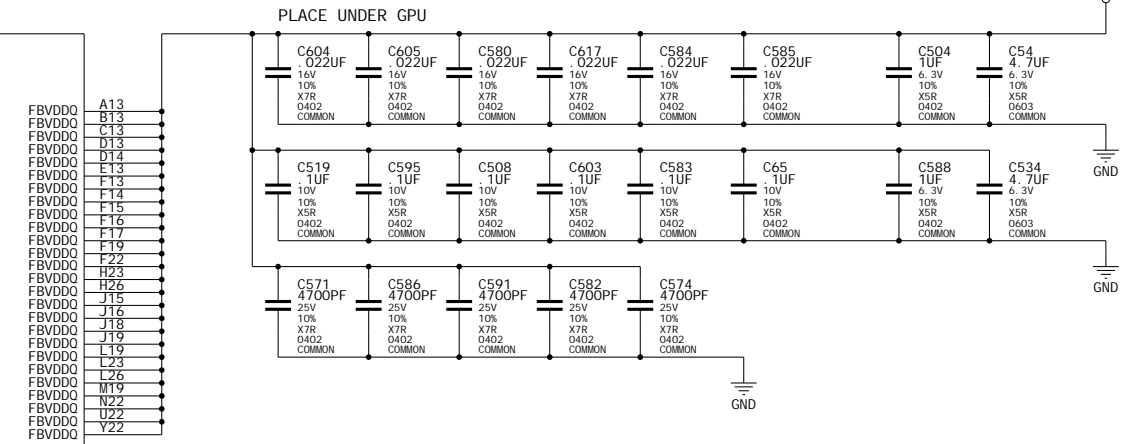 PLACE UNDER GPU
C604
.022UF
16V
10%
X7R
0402
COMMON
C605
.022UF
16V
10%
X7R
0402
COMMON
C580
.022UF
16V
10%
X7R
0402
COMMON
C617
.022UF
16V
10%
X7R
0402
COMMON
C584
.022UF
16V
10%
X7R
0402
COMMON
C585
.022UF
16V
10%
X7R
0402
COMMON
C504
1UF
6.3V
10%
X5R
0402
COMMON
C54
4.7UF
6.3V
10%
X5R
0603
COMMON
GND
C519
.1UF
10V
10%
X5R
0402
COMMON
C595
.1UF
10V
10%
X5R
0402
COMMON
C508
.1UF
10V
10%
X5R
0402
COMMON
C603
.1UF
10V
10%
X5R
0402
COMMON
C583
.1UF
10V
10%
X5R
0402
COMMON
C65
.1UF
10V
10%
X5R
0402
COMMON
C588
1UF
6.3V
10%
X5R
0402
COMMON
C534
4.7UF
6.3V
10%
X5R
0603
COMMON
GND
C571
4700PF
25V
10%
X7R
0402
COMMON
C586
4700PF
25V
10%
X7R
0402
COMMON
C591
4700PF
25V
10%
X7R
0402
COMMON
C582
4700PF
25V
10%
X7R
0402
COMMON
C574
4700PF
25V
10%
X7R
0402
COMMON
GND
FBVDDQ A13
FBVDDQ B13
FBVDDQ C13
FBVDDQ D13
FBVDDQ D14
FBVDDQ E13
FBVDDQ F13
FBVDDQ F14
FBVDDQ F15
FBVDDQ F16
FBVDDQ F17
FBVDDQ F19
FBVDDQ F22
FBVDDQ H23
FBVDDQ H26
FBVDDQ J15
FBVDDQ J16
FBVDDQ J18
FBVDDQ J19
FBVDDQ L19
FBVDDQ L23
FBVDDQ L26
FBVDDQ M19
FBVDDQ N22
FBVDDQ U22
FBVDDQ Y22